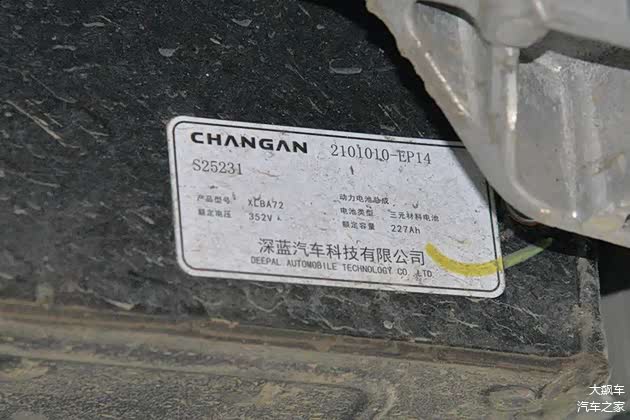 CHANGAN 2101010-EP14
S25231
产品型号 XLBA72 动力电池总成
额定电压 352V 电池类型 三元材料电池
额定容量 227Ah
深蓝汽车科技有限公司
DEEPAL AUTOMOBILE TECHNOLOGY CO. LTD
大飙车
汽车之家